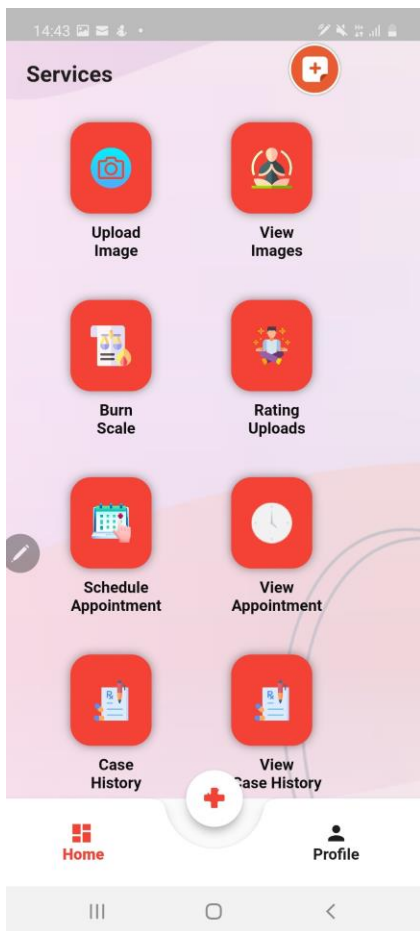 14:43
Services
Upload
Image
View
Images
Burn
Scale
Rating
Uploads
Schedule
Appointment
View
Appointment
Case
History
View
Case History
Home
Profile